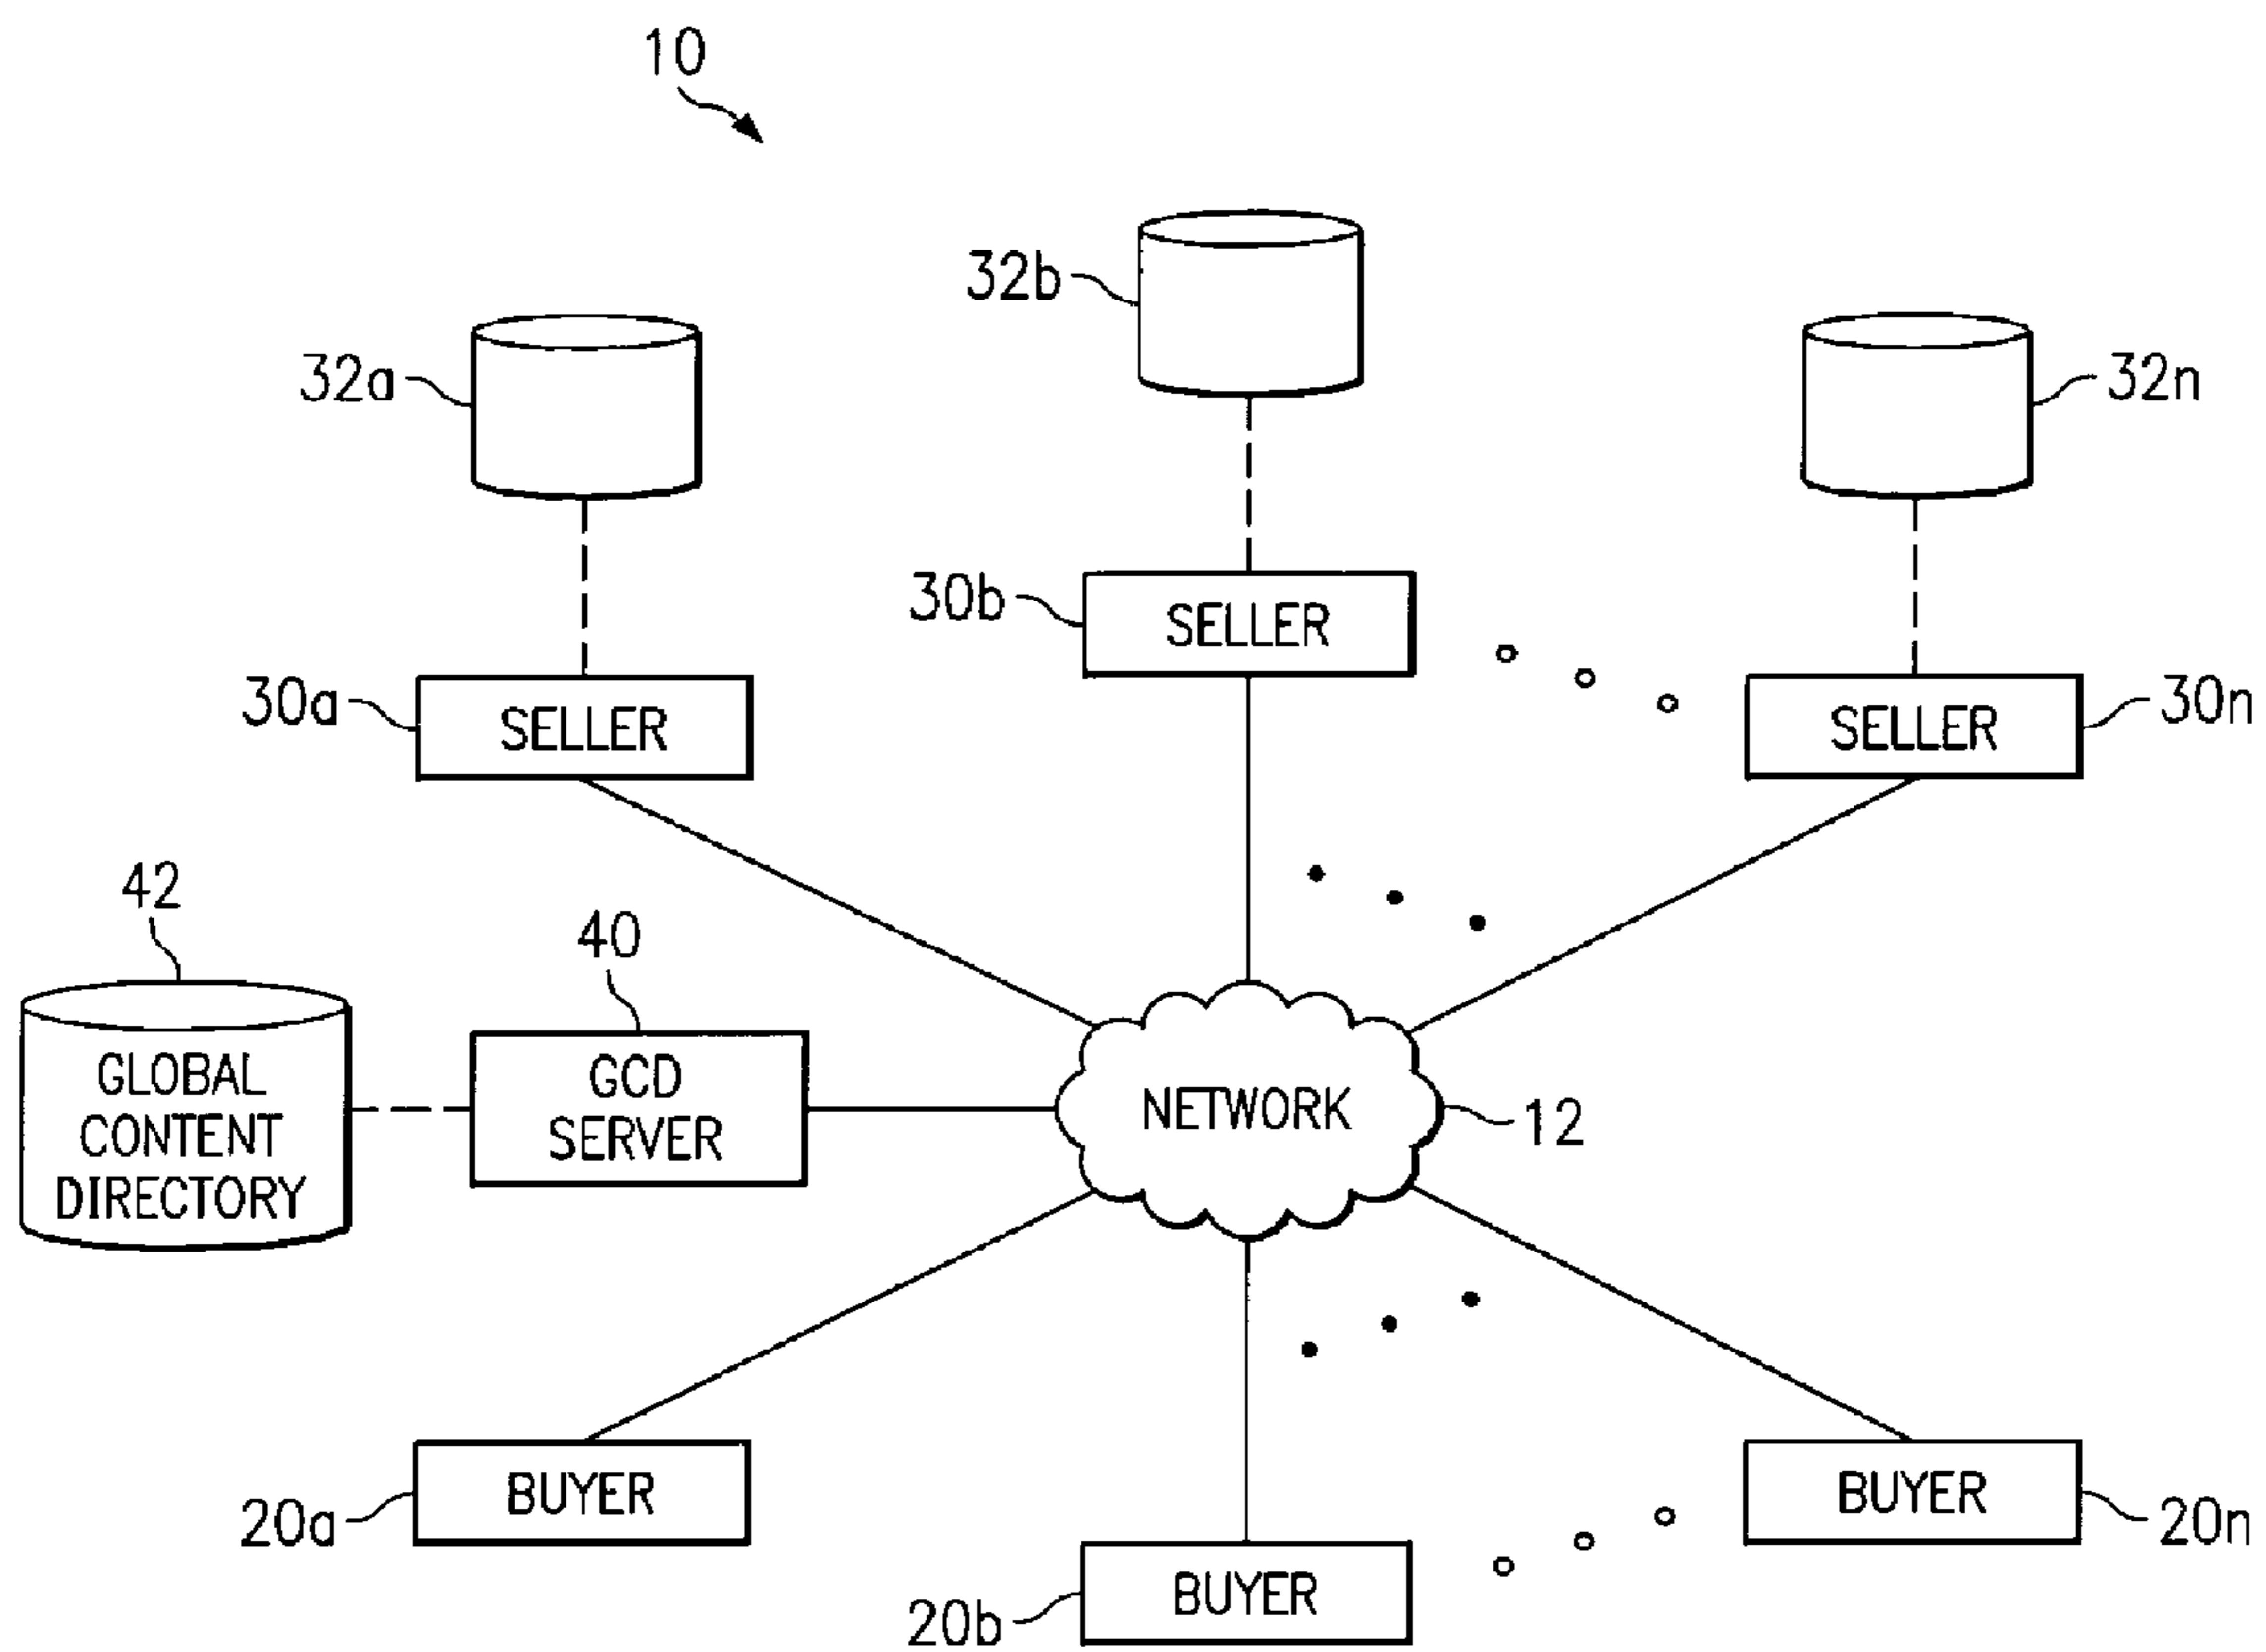 10
32b
32a
32n
30b
SELLER
30a
SELLER
SELLER
30n
42
40
GLOBAL
CONTENT
DIRECTORY
GCD
SERVER
NETWORK
12
BUYER
20a
BUYER
20n
BUYER
20b